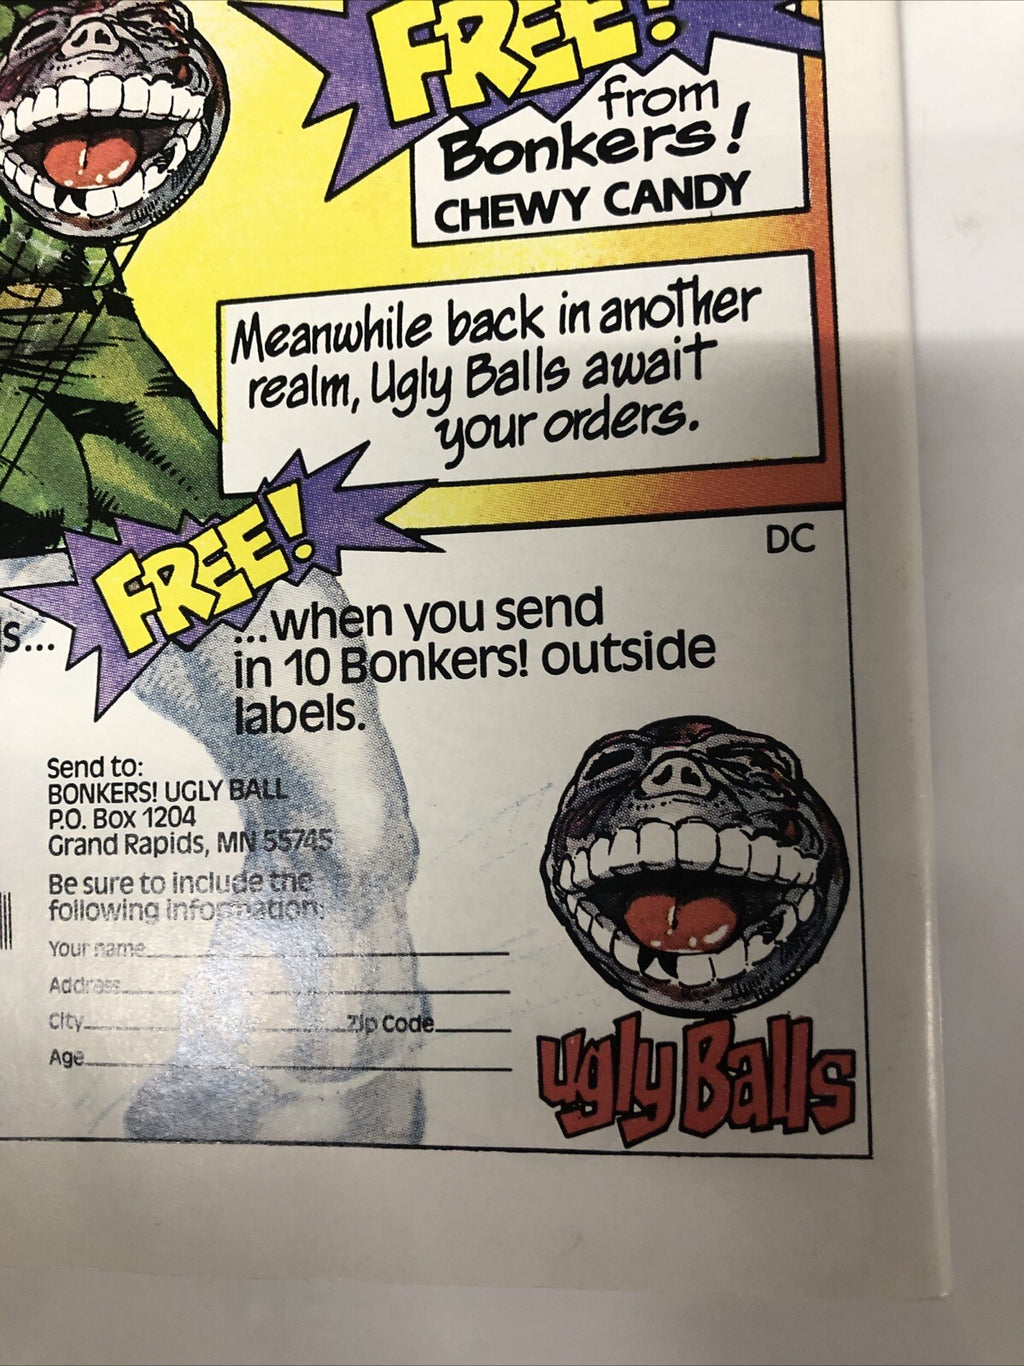 FREE!
from
Bonkers!
CHEWY CANDY
Meanwhile back in another
realm, Ugly Balls await
your orders.
FREE!
DC
...when you send
in 10 Bonkers! outside
labels.
Send to:
BONKERS! UGLY BALL
P.O. Box 1204
Grand Rapids, MN 55745
Be sure to include the
following information:
Your name
Address
City Zip Code
Age
ugly Balls